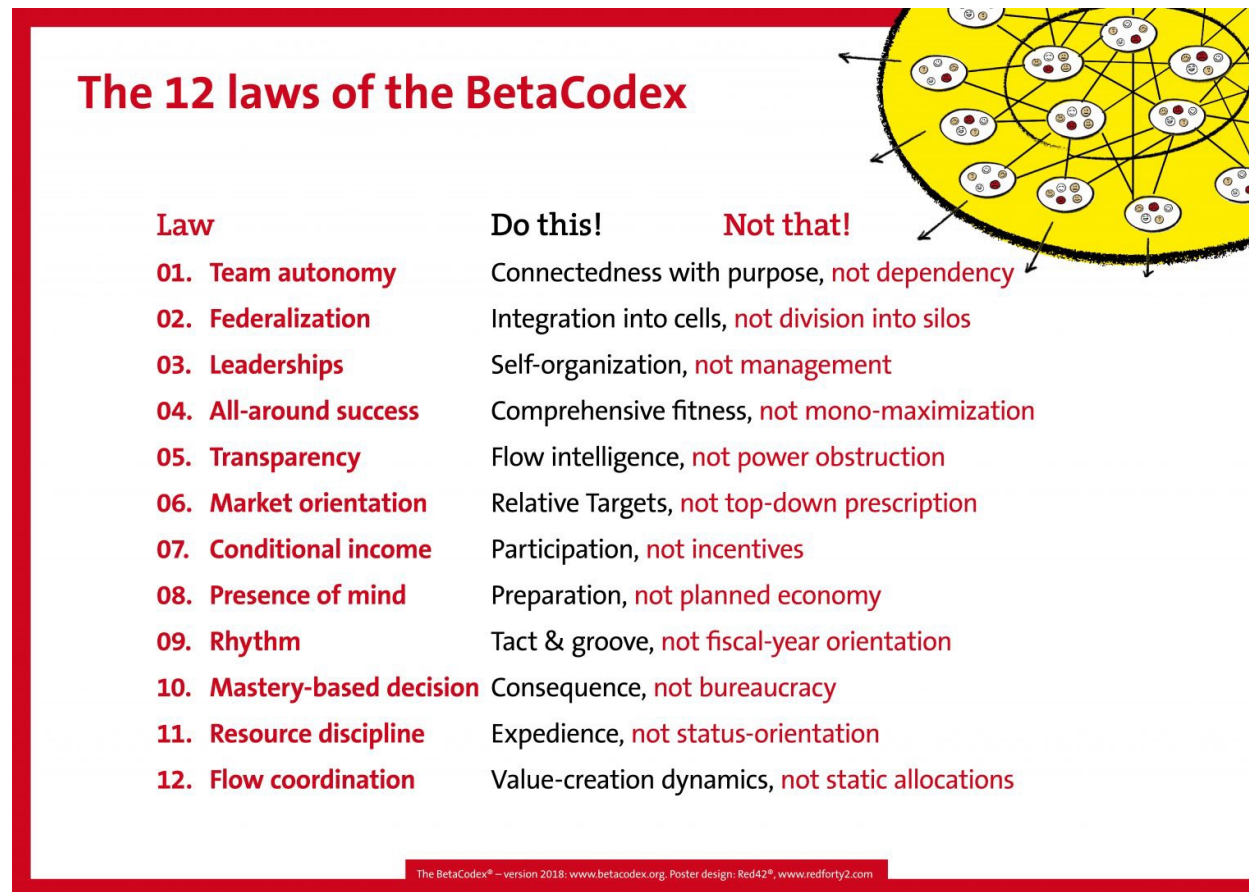 The 12 laws of the BetaCodex
Law Do this! Not that!
01. Team autonomy Connectedness with purpose, not dependency
02. Federalization Integration into cells, not division into silos
03. Leaderships Self-organization, not management
04. All-around success Comprehensive fitness, not mono-maximization
05. Transparency Flow intelligence, not power obstruction
06. Market orientation Relative Targets, not top-down prescription
07. Conditional income Participation, not incentives
08. Presence of mind Preparation, not planned economy
09. Rhythm Tact & groove, not fiscal-year orientation
10. Mastery-based decision Consequence, not bureaucracy
11. Resource discipline Expedience, not status-orientation
12. Flow coordination Value-creation dynamics, not static allocations
The BetaCodex® – version 2018: www.betacodex.org. Poster design: Red42®, www.redforty2.com